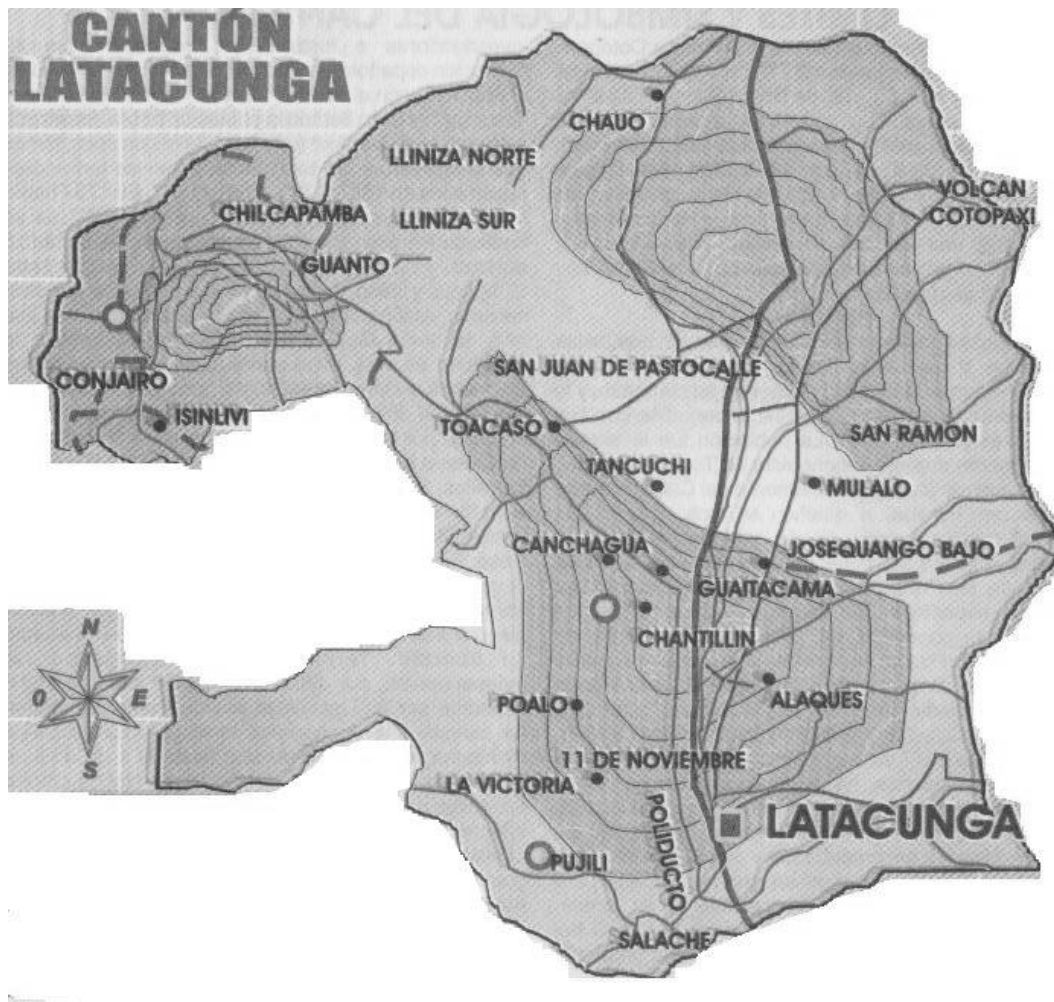 CANTÓN
LATACUNGA
CHAUO
LLINIZA NORTE
VOLCAN
COTOPAXI
CHILCAPAMBA
LLINIZA SUR
GUANTO
SAN JUAN DE PASTOCALLE
CONJAIRO
ISINLIVI
TOACASO
SAN RAMON
TANCUCHI
MULALO
CANCHAGUA
JOSEQUANGO BAJO
GUAITACAMA
CHANTILLIN
N
O
E
S
POALO
ALAQUES
11 DE NOVIEMBRE
LA VICTORIA
POLIDUCTO
LATACUNGA
PUJILI
SALACHE